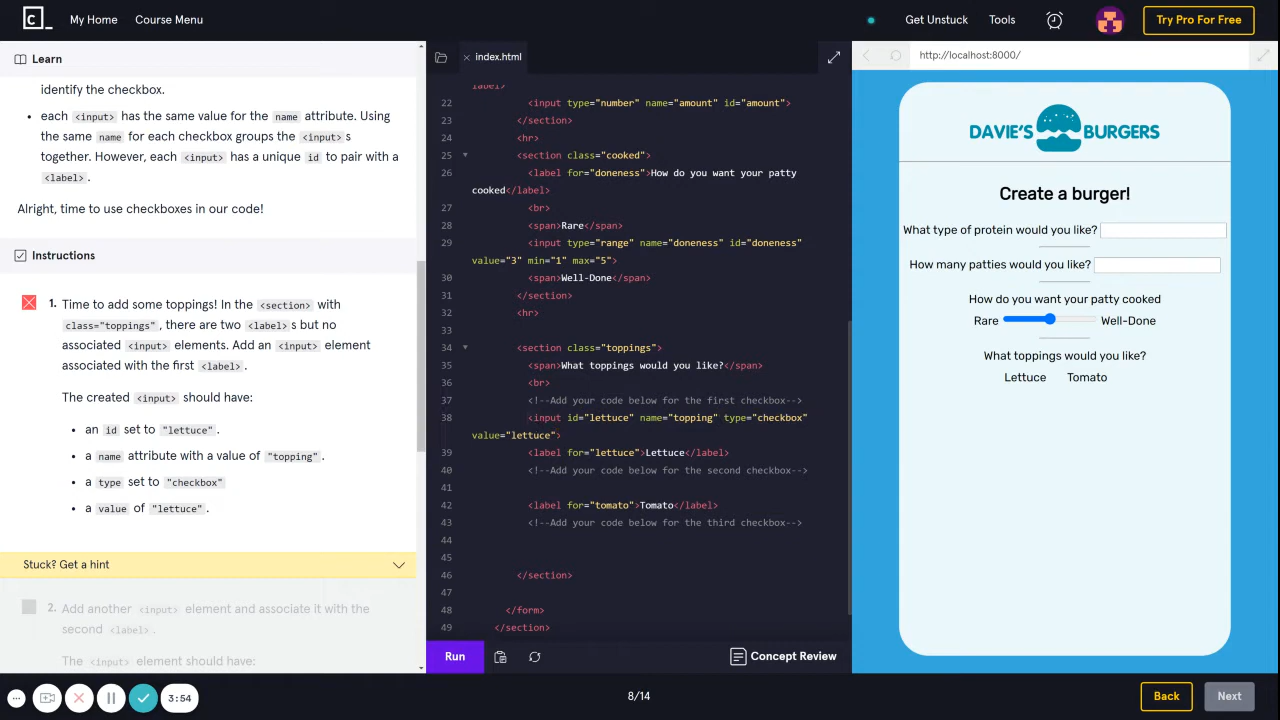 C_ My Home Course Menu Get Unstuck Tools Try Pro For Free
Learn
identify the checkbox.
each <input> has the same value for the name attribute. Using
the same name for each checkbox groups the <input> s
together. However, each <input> has a unique id to pair with a
<label> .
Alright, time to use checkboxes in our code!
Instructions
1. Time to add some toppings! In the <section> with
class="toppings" , there are two <label> s but no
associated <input> elements. Add an <input> element
associated with the first <label> .
The created <input> should have:
an id set to "lettuce" .
a name attribute with a value of "topping" .
a type set to "checkbox"
a value of "lettuce" .
Stuck? Get a hint
2. Add another <input> element and associate it with the
second <label> .
The <input> element should have:
index.html
label>
22 <input type="number" name="amount" id="amount">
23 </section>
24 <hr>
25 <section class="cooked">
26 <label for="doneness">How do you want your patty
cooked</label>
27 <br>
28 <span>Rare</span>
29 <input type="range" name="doneness" id="doneness"
value="3" min="1" max="5">
30 <span>Well-Done</span>
31 </section>
32 <hr>
33
34 <section class="toppings">
35 <span>What toppings would you like?</span>
36 <br>
37 <!--Add your code below for the first checkbox-->
38 <input id="lettuce" name="topping" type="checkbox"
value="lettuce">
39 <label for="lettuce">Lettuce</label>
40 <!--Add your code below for the second checkbox-->
41
42 <label for="tomato">Tomato</label>
43 <!--Add your code below for the third checkbox-->
44
45
46 </section>
47
48 </form>
49 </section>
Run Concept Review
http://localhost:8000/
DAVIE'S BURGERS
Create a burger!
What type of protein would you like?
How many patties would you like?
How do you want your patty cooked
Rare Well-Done
What toppings would you like?
Lettuce Tomato
3:54 8/14 Back Next